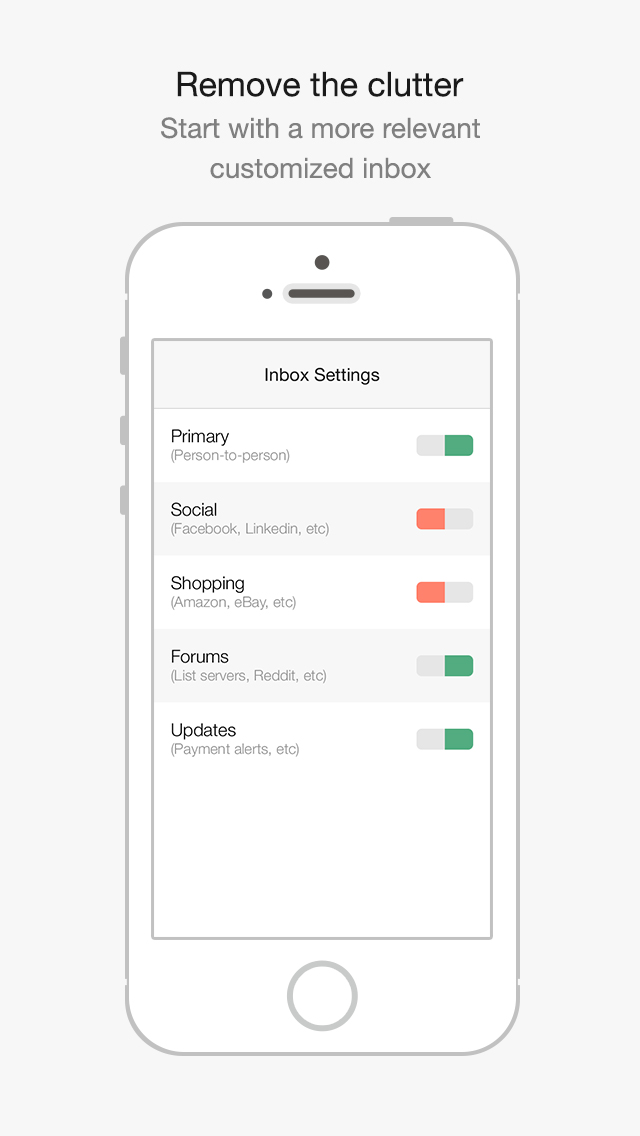 Remove the clutter
Start with a more relevant
customized inbox
Inbox Settings
Primary
(Person-to-person)
Social
(Facebook, Linkedin, etc)
Shopping
(Amazon, eBay, etc)
Forums
(List servers, Reddit, etc)
Updates
(Payment alerts, etc)